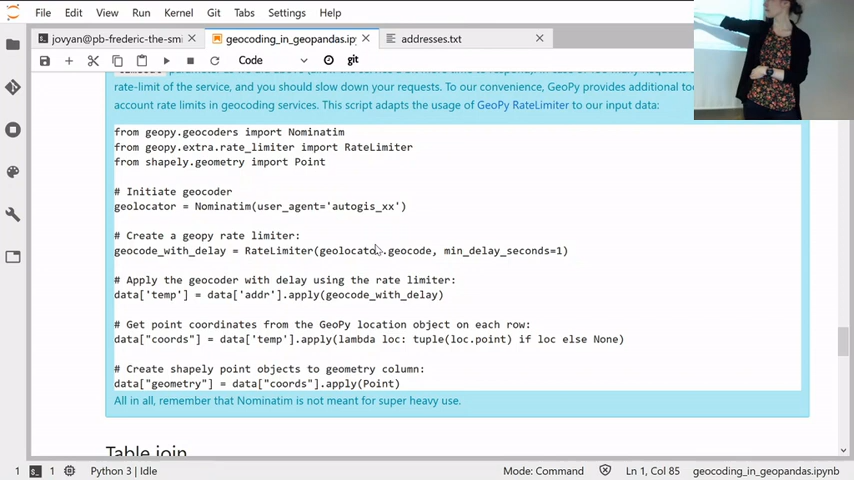 File Edit View Run Kernel Git Tabs Settings Help
jovyan@pb-frederic-the-smi
geocoding_in_geopandas.ipy
addresses.txt
Code
git
rate-limit of the service, and you should slow down your requests. To our convenience, GeoPy provides additional too
account rate limits in geocoding services. This script adapts the usage of GeoPy RateLimiter to our input data:
from geopy.geocoders import Nominatim
from geopy.extra.rate_limiter import RateLimiter
from shapely.geometry import Point
# Initiate geocoder
geolocator = Nominatim(user_agent='autogis_xx')
# Create a geopy rate limiter:
geocode_with_delay = RateLimiter(geolocator.geocode, min_delay_seconds=1)
# Apply the geocoder with delay using the rate limiter:
data['temp'] = data['addr'].apply(geocode_with_delay)
# Get point coordinates from the GeoPy location object on each row:
data["coords"] = data['temp'].apply(lambda loc: tuple(loc.point) if loc else None)
# Create shapely point objects to geometry column:
data["geometry"] = data["coords"].apply(Point)
All in all, remember that Nominatim is not meant for super heavy use.
Table join
1 1 Python 3 | Idle Mode: Command Ln 1, Col 85 geocoding_in_geopandas.ipynb